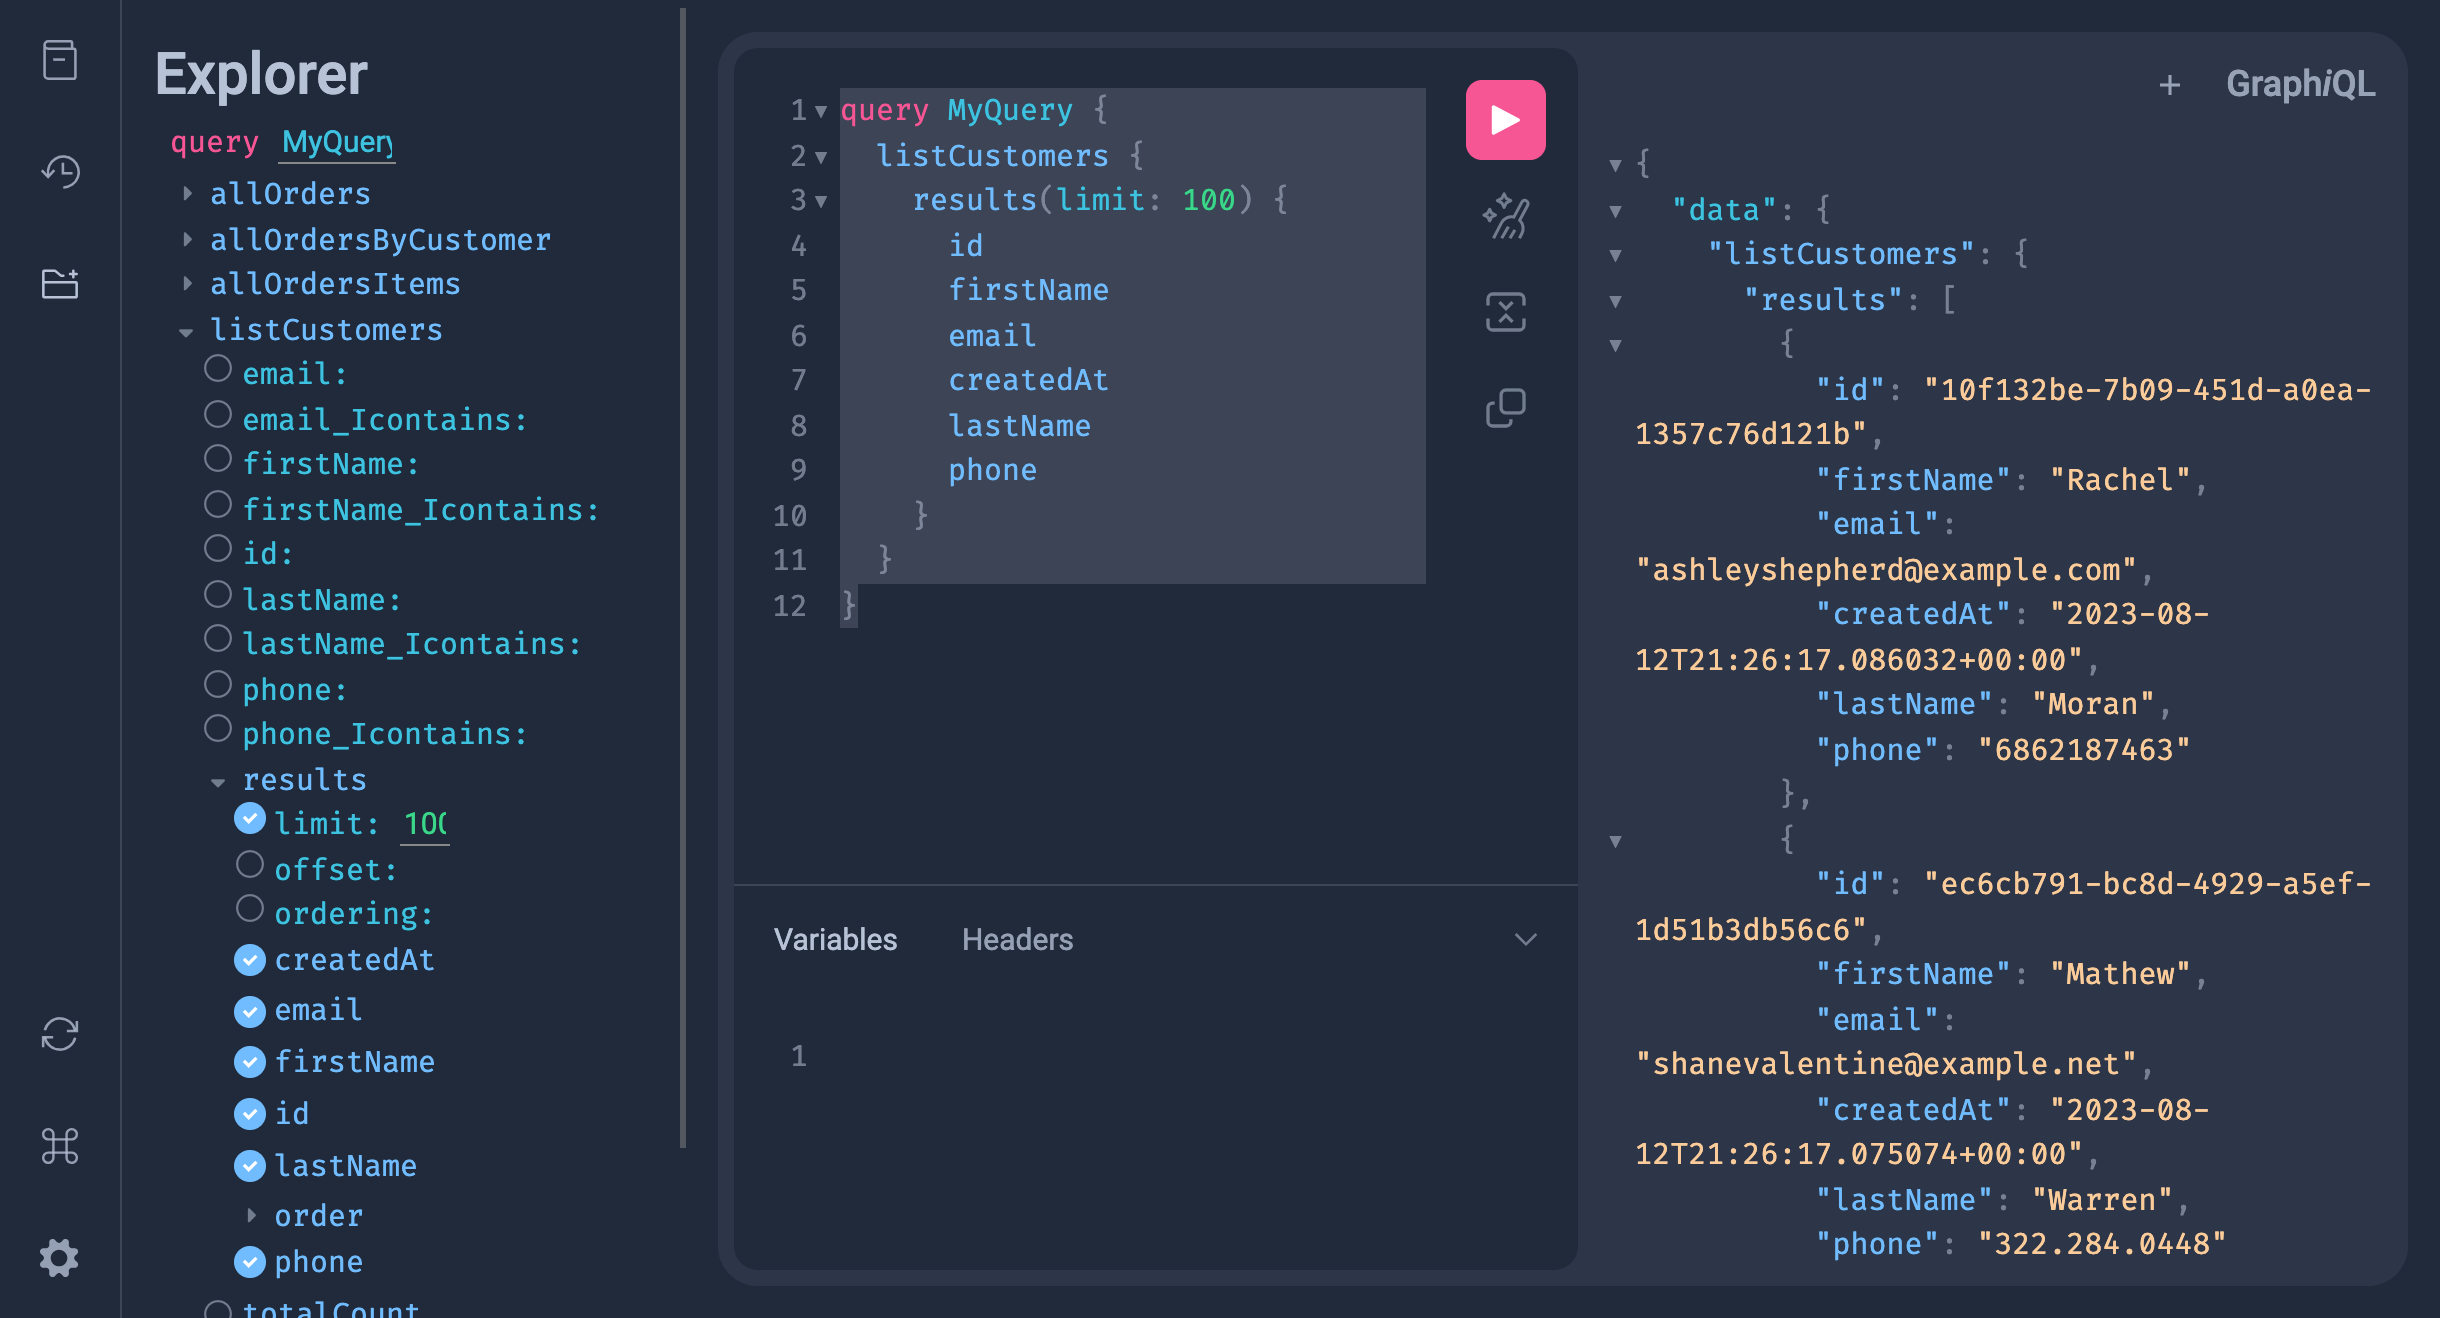 Explorer
query MyQuery
allOrders
allOrdersByCustomer
allOrdersItems
listCustomers
email:
email_Icontains:
firstName:
firstName_Icontains:
id:
lastName:
lastName_Icontains:
phone:
phone_Icontains:
results
limit: 100
offset:
ordering:
createdAt
email
firstName
id
lastName
order
phone
totalCount
1 query MyQuery {
2 listCustomers {
3 results(limit: 100) {
4 id
5 firstName
6 email
7 createdAt
8 lastName
9 phone
10 }
11 }
12 }
Variables Headers
1
+ GraphiQL
{
"data": {
"listCustomers": {
"results": [
{
"id": "10f132be-7b09-451d-a0ea-
1357c76d121b",
"firstName": "Rachel",
"email":
"ashleyshepherd@example.com",
"createdAt": "2023-08-
12T21:26:17.086032+00:00",
"lastName": "Moran",
"phone": "6862187463"
},
{
"id": "ec6cb791-bc8d-4929-a5ef-
1d51b3db56c6",
"firstName": "Mathew",
"email":
"shanevalentine@example.net",
"createdAt": "2023-08-
12T21:26:17.075074+00:00",
"lastName": "Warren",
"phone": "322.284.0448"